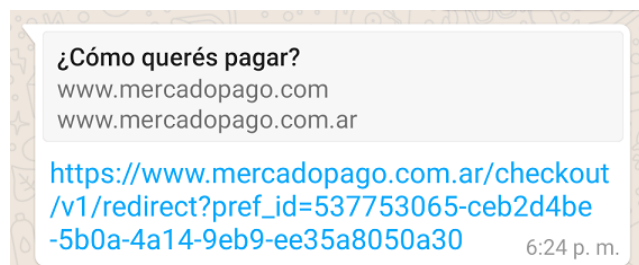 ¿Cómo querés pagar?
www.mercadopago.com
www.mercadopago.com.ar
https://www.mercadopago.com.ar/checkout
/v1/redirect?pref_id=537753065-ceb2d4be
-5b0a-4a14-9eb9-ee35a8050a30
6:24 p. m.